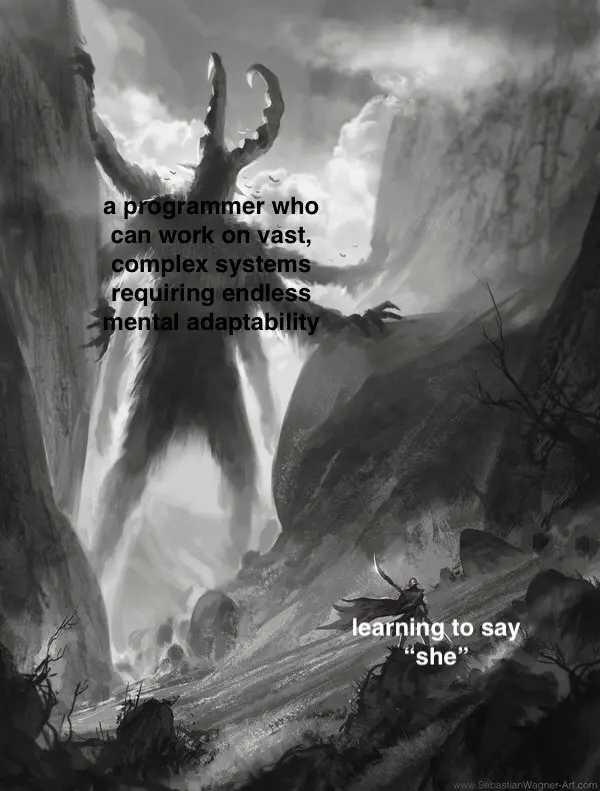 a programmer who
can work on vast,
complex systems
requiring endless
mental adaptability
learning to say
“she”
www.SebastianWagner-Art.com